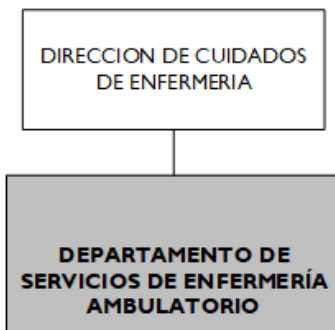 DIRECCION DE CUIDADOS
DE ENFERMERIA
DEPARTAMENTO DE
SERVICIOS DE ENFERMERÍA
AMBULATORIO